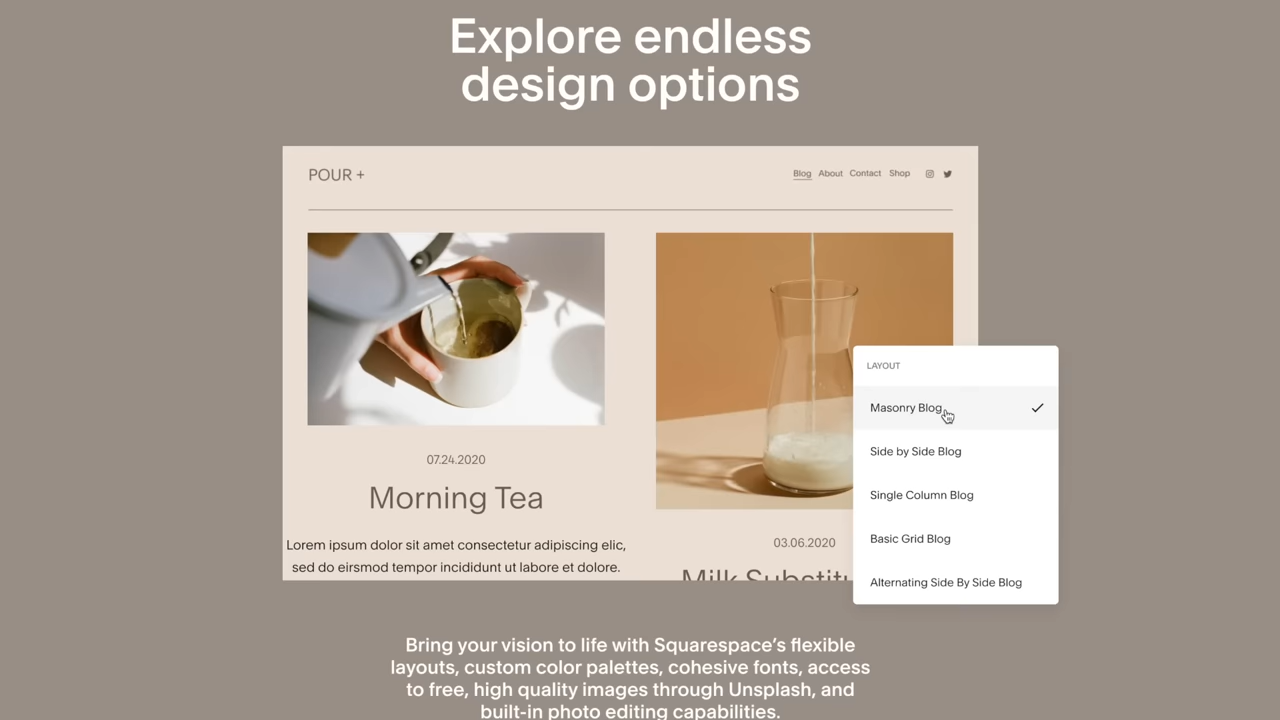 Explore endless
design options
POUR +
Blog About Contact Shop
LAYOUT
Masonry Blog
Side by Side Blog
Single Column Blog
Basic Grid Blog
Alternating Side By Side Blog
07.24.2020
Morning Tea
Lorem ipsum dolor sit amet consectetur adipiscing elic,
sed do eirsmod tempor incididunt ut labore et dolore.
03.06.2020
Milk Substitu
Bring your vision to life with Squarespace’s flexible
layouts, custom color palettes, cohesive fonts, access
to free, high quality images through Unsplash, and
built-in photo editing capabilities.